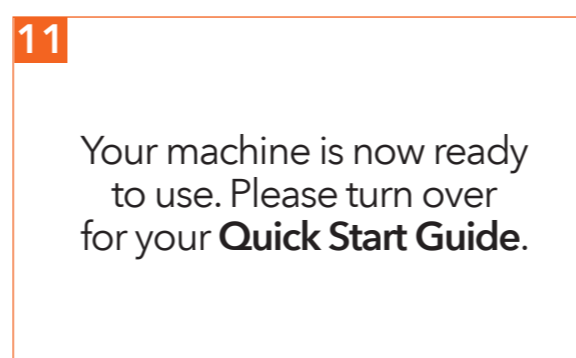 11
Your machine is now ready
to use. Please turn over
for your Quick Start Guide.